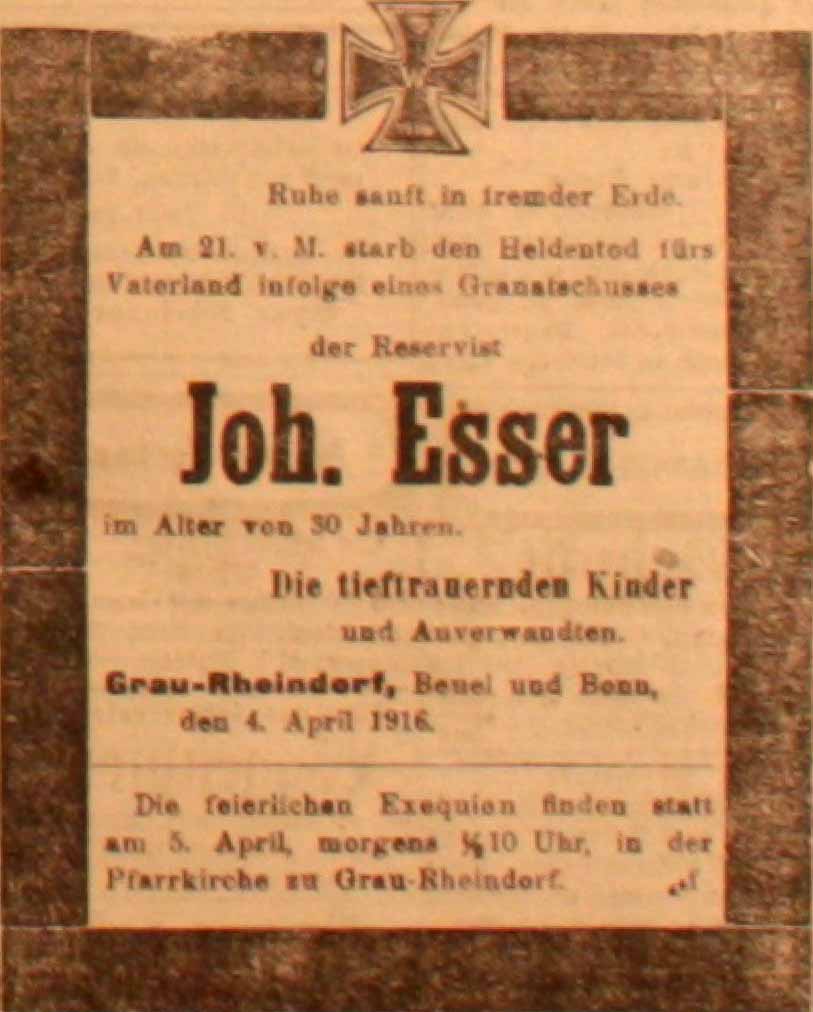 W
Ruhe sanft in fremder Erde.
Am 21. v. M. starb den Heldentod fürs
Vaterland infolge eines Granatschusses
der Reservist
Joh. Esser
im Alter von 30 Jahren.
Die tieftrauernden Kinder
und Anverwandten.
Grau-Rheindorf, Beuel und Bonn,
den 4. April 1916.
Die feierlichen Exequien finden statt
am 5. April, morgens ½10 Uhr, in der
Pfarrkirche zu Grau-Rheindorf.